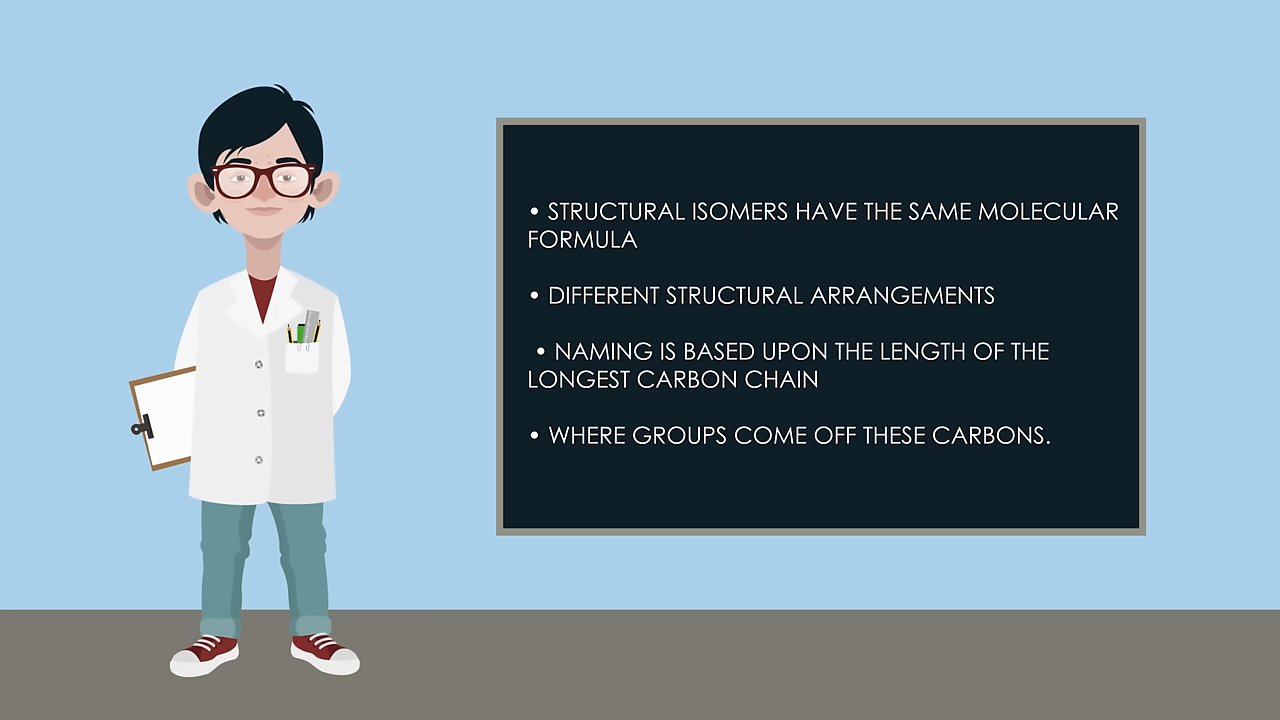 • STRUCTURAL ISOMERS HAVE THE SAME MOLECULAR
FORMULA
• DIFFERENT STRUCTURAL ARRANGEMENTS
• NAMING IS BASED UPON THE LENGTH OF THE
LONGEST CARBON CHAIN
• WHERE GROUPS COME OFF THESE CARBONS.